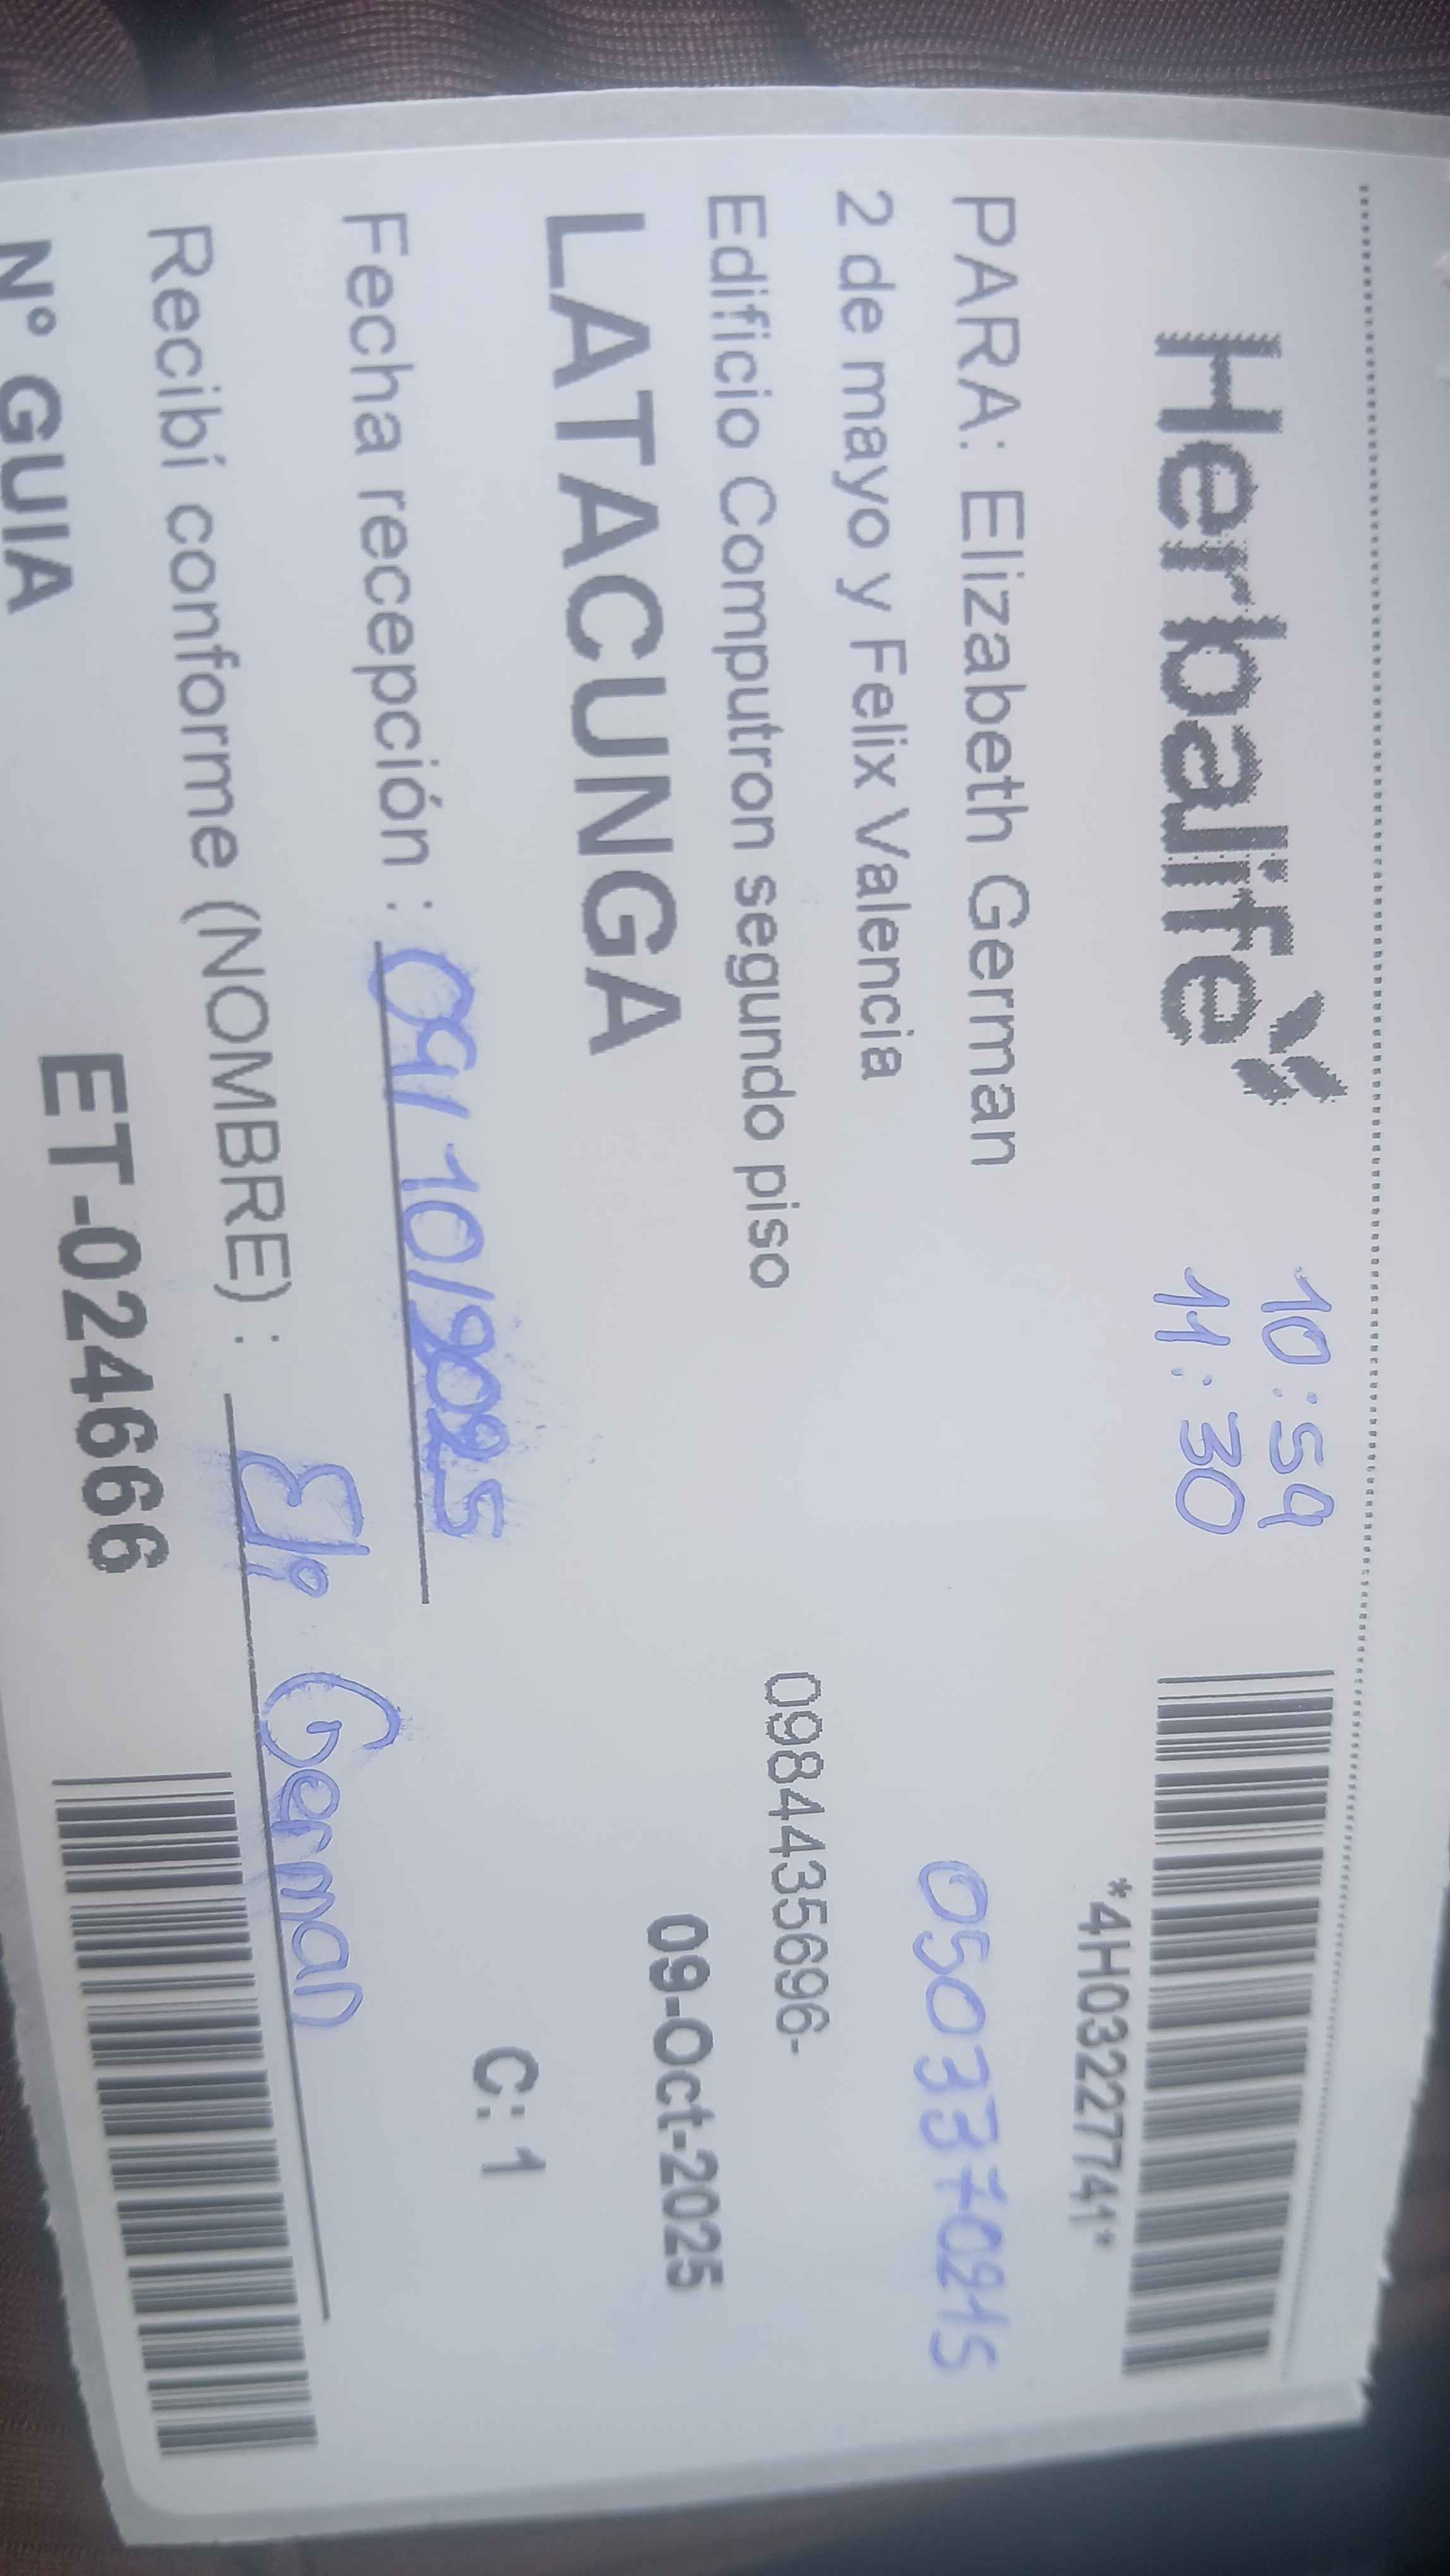 Herbalife
10:59
11:30
*4H03227741*
PARA: Elizabeth German
0503370215
2 de mayo y Felix Valencia
Edificio Computron segundo piso
0984435696-
LATACUNGA
09-Oct-2025
C: 1
Fecha recepción : 09/10/2025
Recibí conforme (NOMBRE) : Eli German
N° GUIA ET-024666